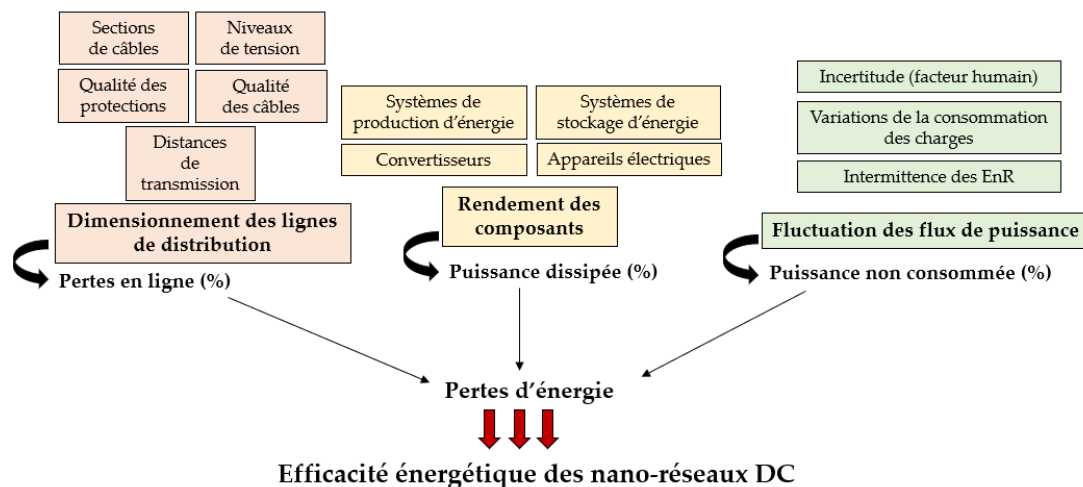 Sections
de câbles
Niveaux
de tension
Qualité des
protections
Qualité
des câbles
Distances
de
transmission
Dimensionnement des lignes
de distribution
Pertes en ligne (%)
Systèmes de
production d'énergie
Systèmes de
stockage d'énergie
Convertisseurs
Appareils électriques
Rendement des
composants
Puissance dissipée (%)
Incertitude (facteur humain)
Variations de la consommation
des charges
Intermittence des EnR
Fluctuation des flux de puissance
Puissance non consommée (%)
Pertes d'énergie
Efficacité énergétique des nano-réseaux DC